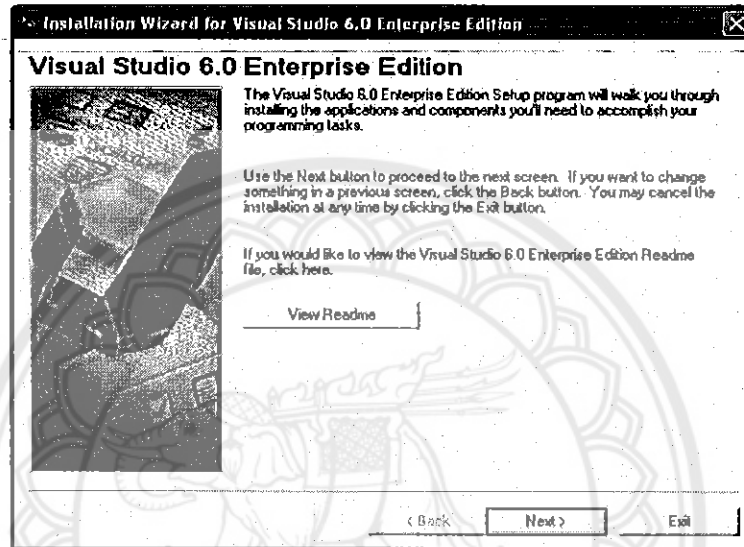 Installation Wizard for Visual Studio 6.0 Enterprise Edition
Visual Studio 6.0 Enterprise Edition
The Visual Studio 6.0 Enterprise Edition Setup program will walk you through
installing the applications and components you'll need to accomplish your
programming tasks.
Use the Next button to proceed to the next screen. If you want to change
something in a previous screen, click the Back button. You may cancel the
installation at any time by clicking the Exit button.
If you would like to view the Visual Studio 6.0 Enterprise Edition Readme
file, click here.
View Readme
< Back
Next >
Exit